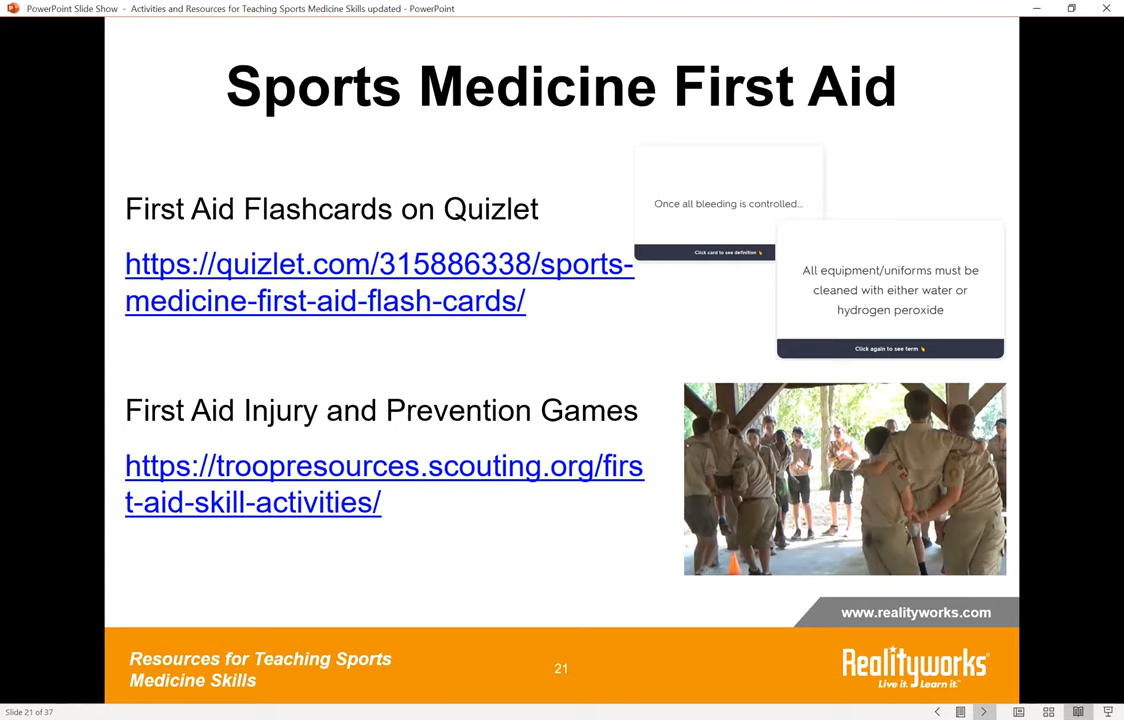 PowerPoint Slide Show - Activities and Resources for Teaching Sports Medicine Skills updated - PowerPoint
Sports Medicine First Aid
First Aid Flashcards on Quizlet
https://quizlet.com/315886338/sports-
medicine-first-aid-flash-cards/
Once all bleeding is controlled...
Click card to see definition
All equipment/uniforms must be
cleaned with either water or
hydrogen peroxide
Click again to see term
First Aid Injury and Prevention Games
https://troopresources.scouting.org/firs
t-aid-skill-activities/
www.realityworks.com
Resources for Teaching Sports
Medicine Skills
21
Realityworks®
Live it. Learn it.™
Slide 21 of 37